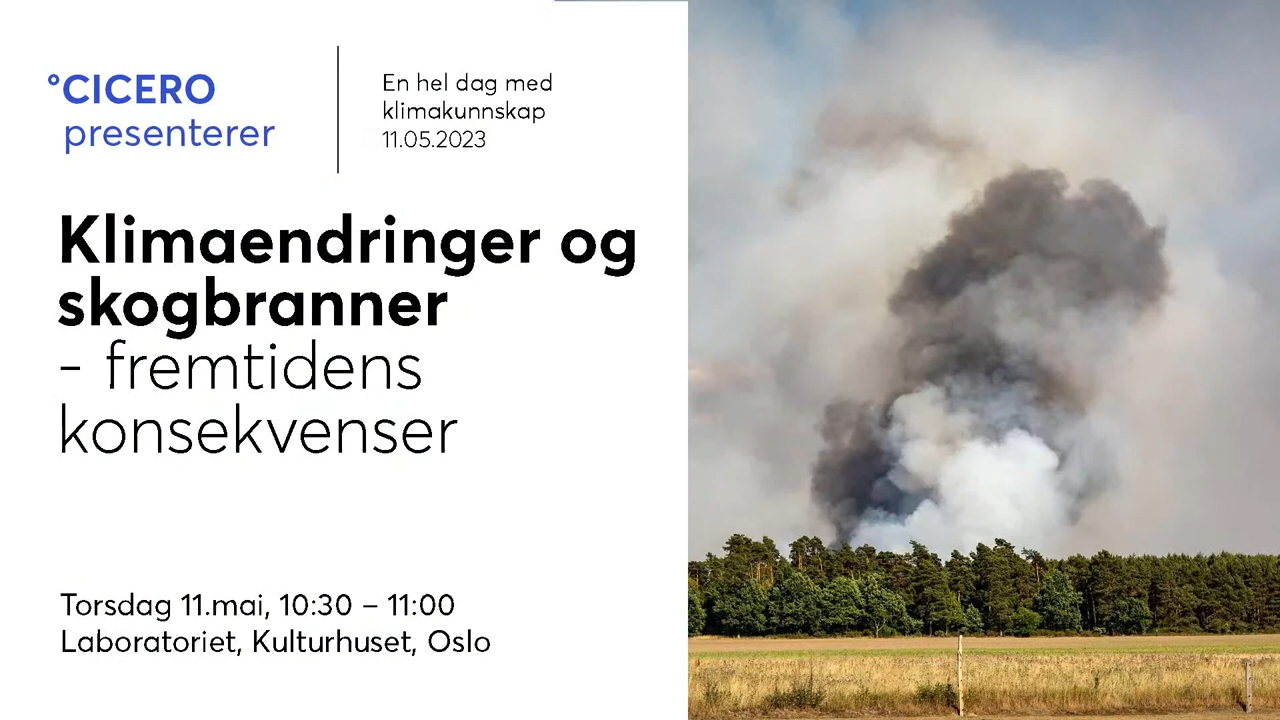 °CICERO
presenterer
En hel dag med
klimakunnskap
11.05.2023
Klimaendringer og
skogbranner
- fremtidens
konsekvenser
Torsdag 11.mai, 10:30 – 11:00
Laboratoriet, Kulturhuset, Oslo